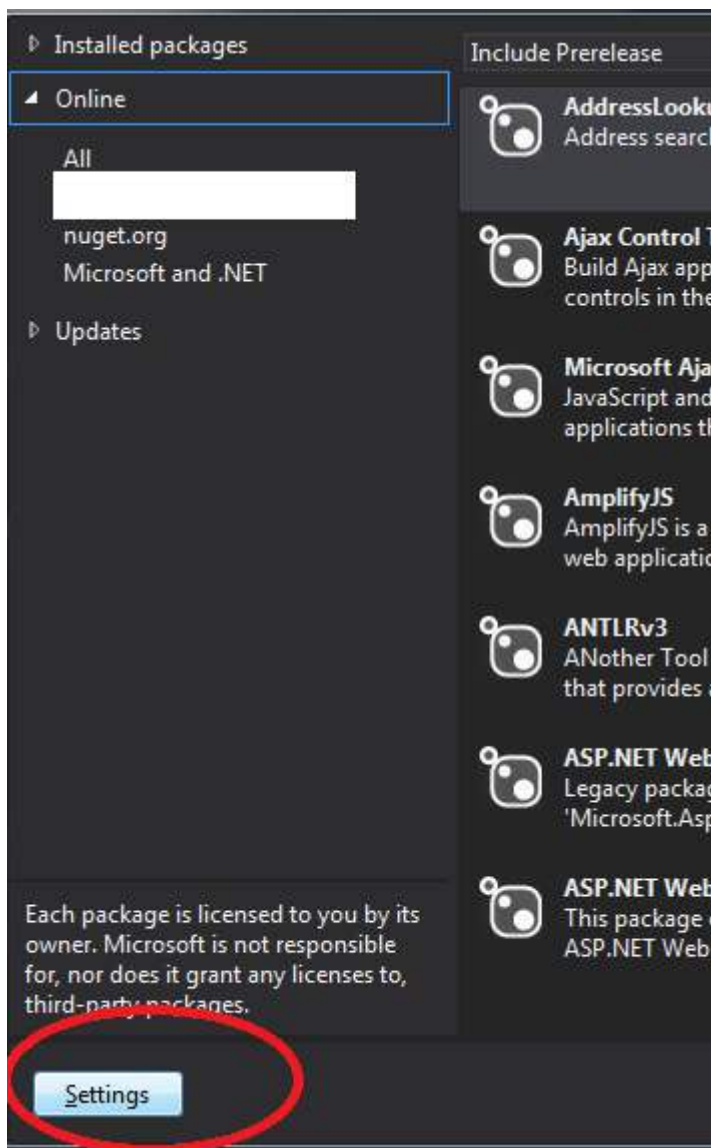 Installed packages
Online
All
nuget.org
Microsoft and .NET
Updates
Each package is licensed to you by its
owner. Microsoft is not responsible
for, nor does it grant any licenses to,
third-party packages.
Settings
Include Prerelease
AddressLooku
Address search
Ajax Control T
Build Ajax app
controls in the
Microsoft Aja
JavaScript and
applications th
AmplifyJS
AmplifyJS is a
web applicatio
ANTLRv3
ANother Tool
that provides a
ASP.NET Web
Legacy packag
'Microsoft.Asp
ASP.NET Web
This package
ASP.NET Web